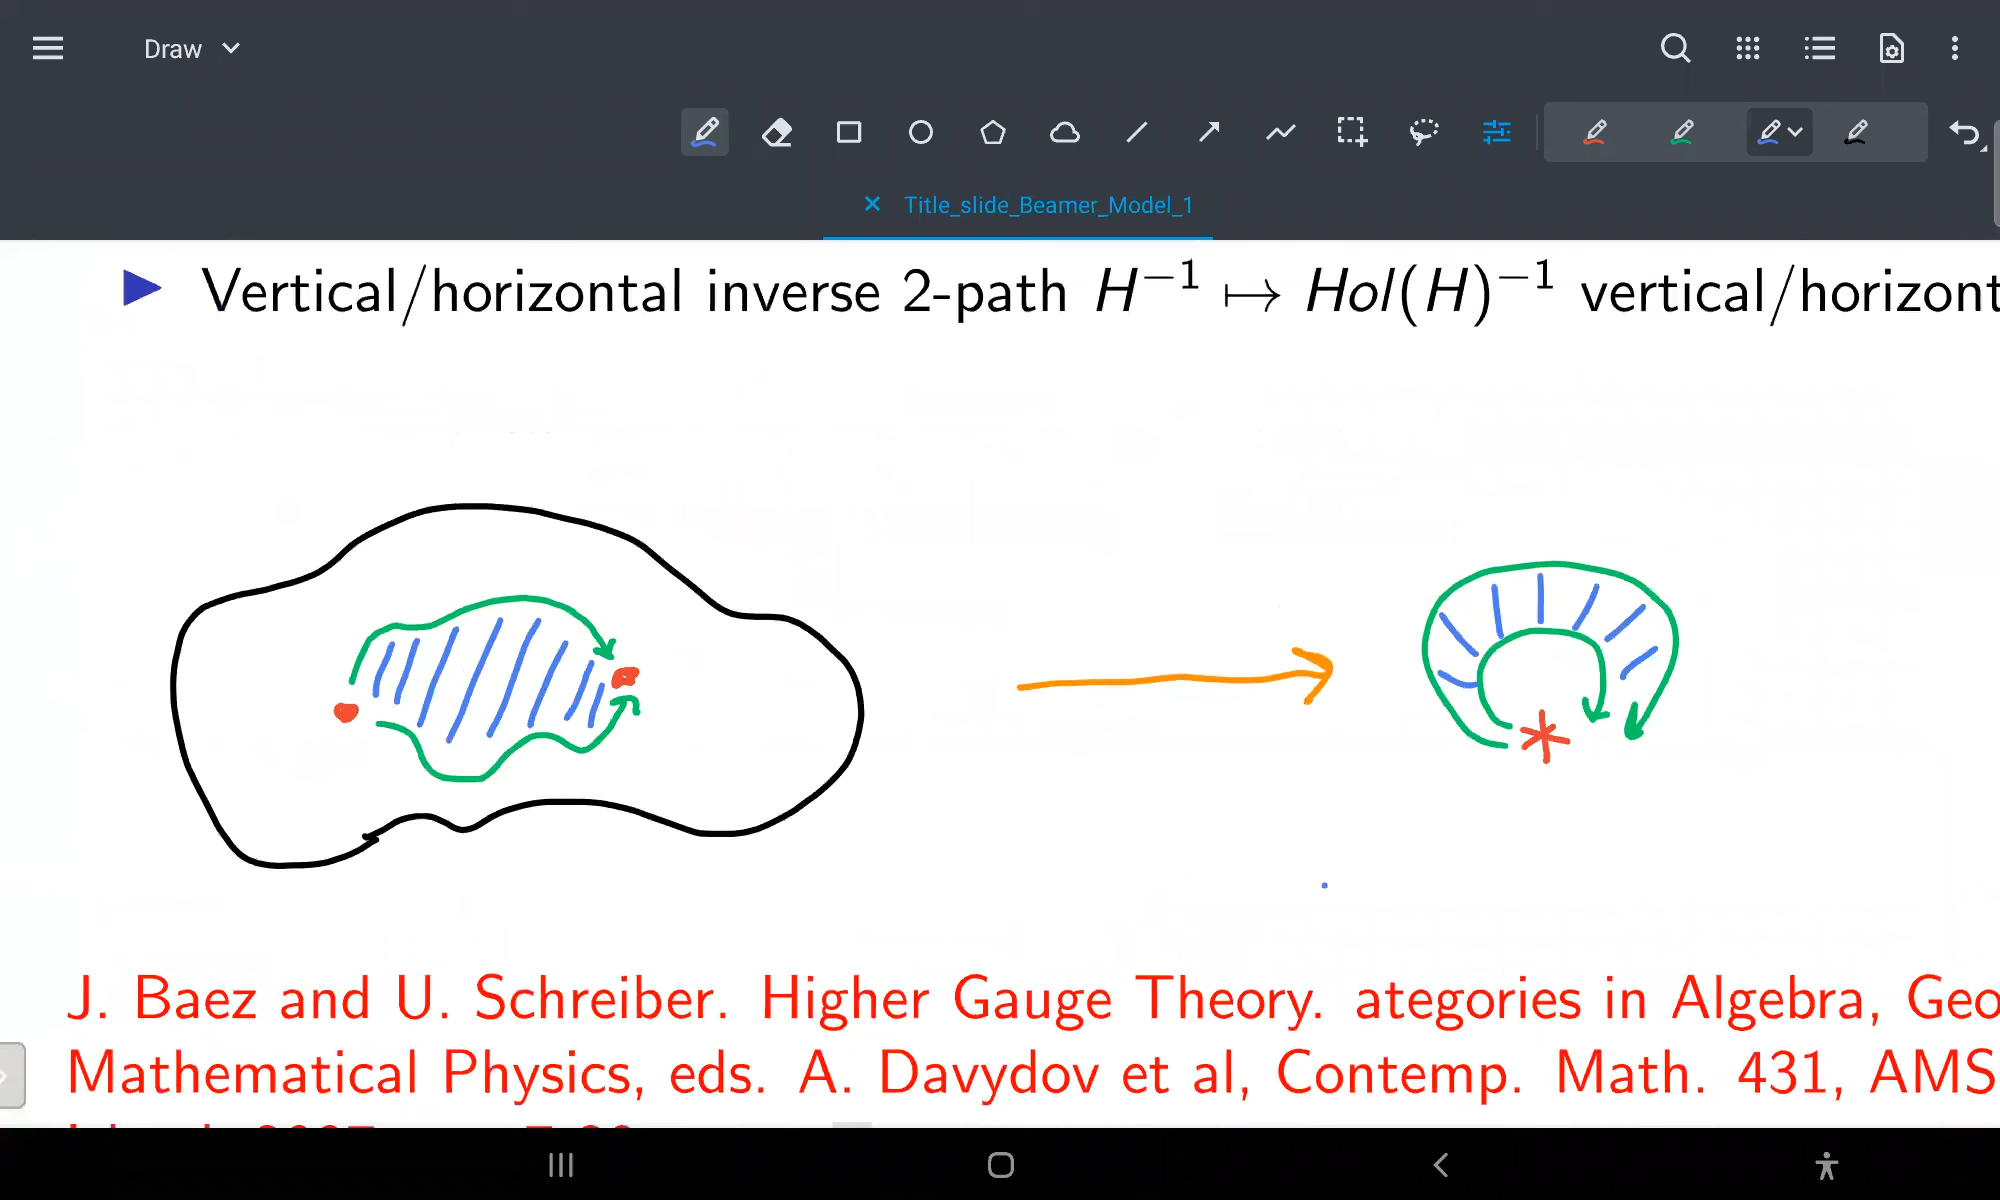 Draw
Title_slide_Beamer_Model_1
Vertical/horizontal inverse 2-path H⁻¹ ↦ Hol(H)⁻¹ vertical/horizont
*
J. Baez and U. Schreiber. Higher Gauge Theory. ategories in Algebra, Geo
Mathematical Physics, eds. A. Davydov et al, Contemp. Math. 431, AMS